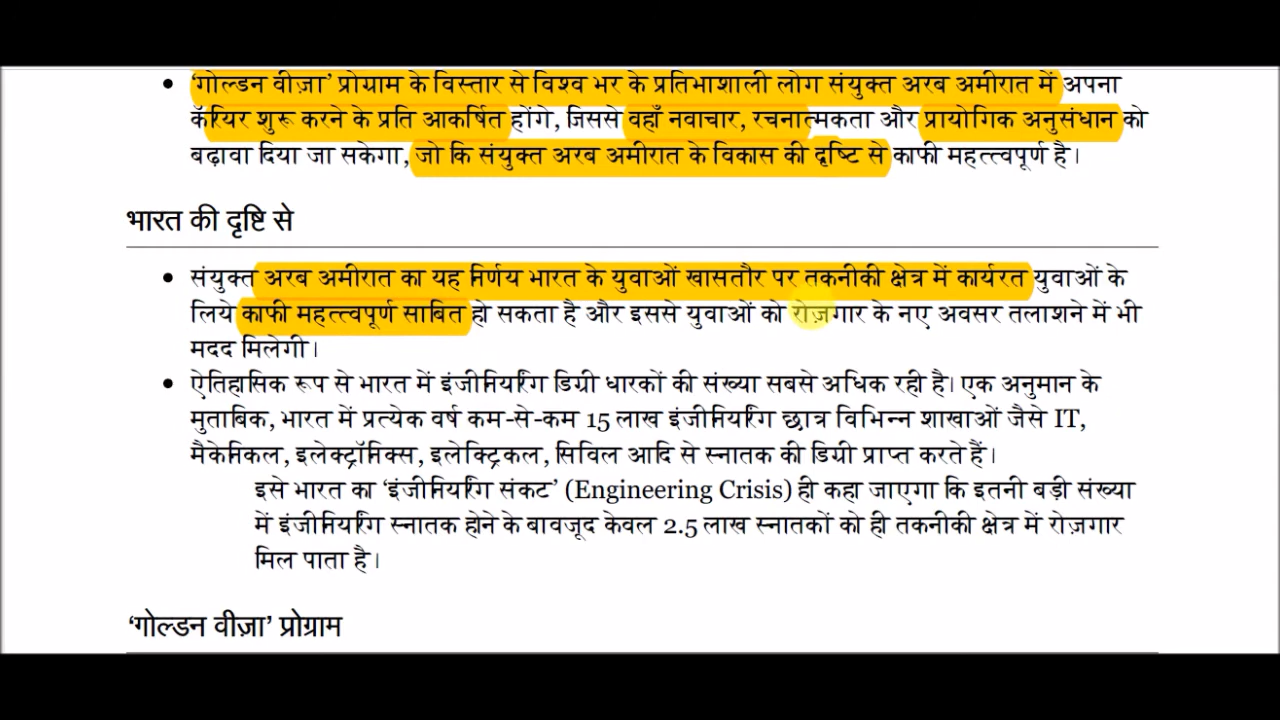 • ‘गोल्डन वीज़ा’ प्रोग्राम के विस्तार से विश्व भर के प्रतिभाशाली लोग संयुक्त अरब अमीरात में अपना
कॅरियर शुरू करने के प्रति आकर्षित होंगे, जिससे वहाँ नवाचार, रचनात्मकता और प्रायोगिक अनुसंधान को
बढ़ावा दिया जा सकेगा, जो कि संयुक्त अरब अमीरात के विकास की दृष्टि से काफी महत्त्वपूर्ण है।
भारत की दृष्टि से
• संयुक्त अरब अमीरात का यह निर्णय भारत के युवाओं खासतौर पर तकनीकी क्षेत्र में कार्यरत युवाओं के
लिये काफी महत्त्वपूर्ण साबित हो सकता है और इससे युवाओं को रोज़गार के नए अवसर तलाशने में भी
मदद मिलेगी।
• ऐतिहासिक रूप से भारत में इंजीनियरिंग डिग्री धारकों की संख्या सबसे अधिक रही है। एक अनुमान के
मुताबिक, भारत में प्रत्येक वर्ष कम-से-कम 15 लाख इंजीनियरिंग छात्र विभिन्न शाखाओं जैसे IT,
मैकेनिकल, इलेक्ट्रॉनिक्स, इलेक्ट्रिकल, सिविल आदि से स्नातक की डिग्री प्राप्त करते हैं।
इसे भारत का ‘इंजीनियरिंग संकट’ (Engineering Crisis) ही कहा जाएगा कि इतनी बड़ी संख्या
में इंजीनियरिंग स्नातक होने के बावजूद केवल 2.5 लाख स्नातकों को ही तकनीकी क्षेत्र में रोज़गार
मिल पाता है।
‘गोल्डन वीज़ा’ प्रोग्राम